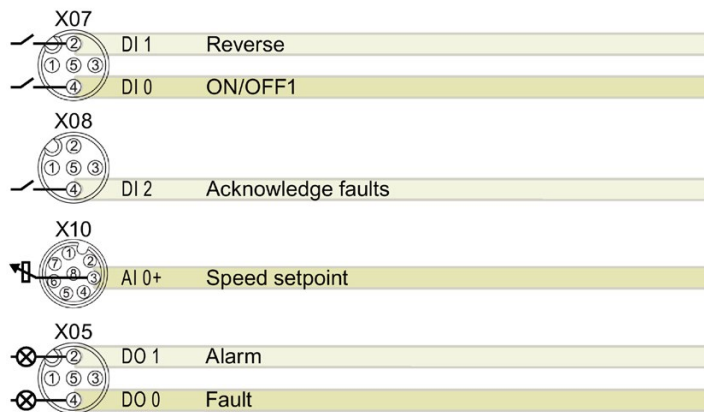 X07
② DI 1 Reverse
① ⑤ ③
④ DI 0 ON/OFF1
X08
②
① ⑤ ③
④ DI 2 Acknowledge faults
X10
① 
⑦ ②
⑧ ③ AI 0+ Speed setpoint
⑥
⑤ ④
X05
② DO 1 Alarm
① ⑤ ③
④ DO 0 Fault